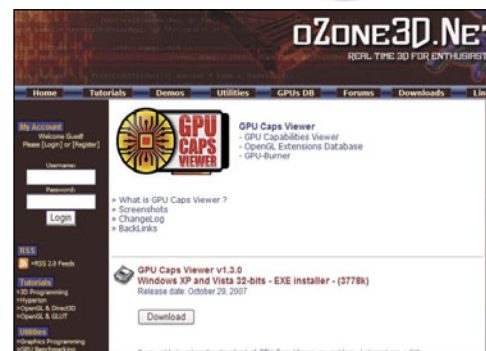 oZone3D.Net
REAL TIME 3D FOR ENTHUSIAST
Home Tutorials Demos Utilities GPUs DB Forums Downloads Lin
My Account
Welcome Guest!
Please [Login] or [Register]
Username:
Password:
Login
RSS
RSS 2.0 Feeds
Tutorials
3D Programming
Hyperion
OpenGL & Direct3D
OpenGL & GLUT
Utilities
Graphics Programming
GPU Benchmarking
GPU
CAPS
VIEWER
GPU Caps Viewer
- GPU Capabilities Viewer
- OpenGL Extensions Database
- GPU-Burner
» What is GPU Caps Viewer ?
» Screenshots
» ChangeLog
» BackLinks
GPU Caps Viewer v1.3.0
Windows XP and Vista 32-bits - EXE installer - (3778k)
Release date: October 29, 2007
Download